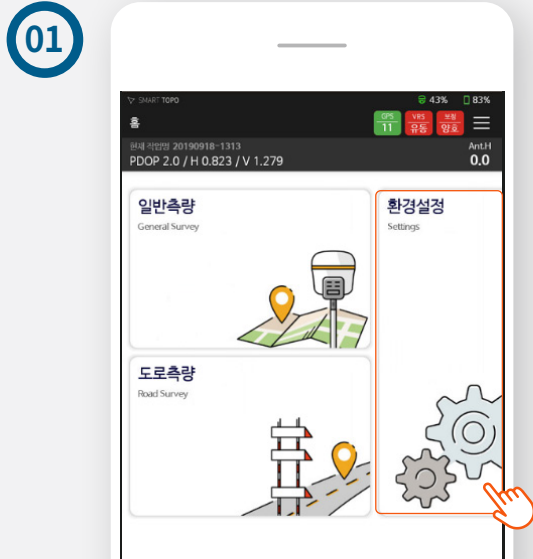 01
SMART TOPO
43%
83%
홈
GPS
11
VRS
유동
보정
양호
현재 작업명 20190918-1313
PDOP 2.0 / H 0.823 / V 1.279
Ant.H
0.0
일반측량
General Survey
환경설정
Settings
도로측량
Road Survey